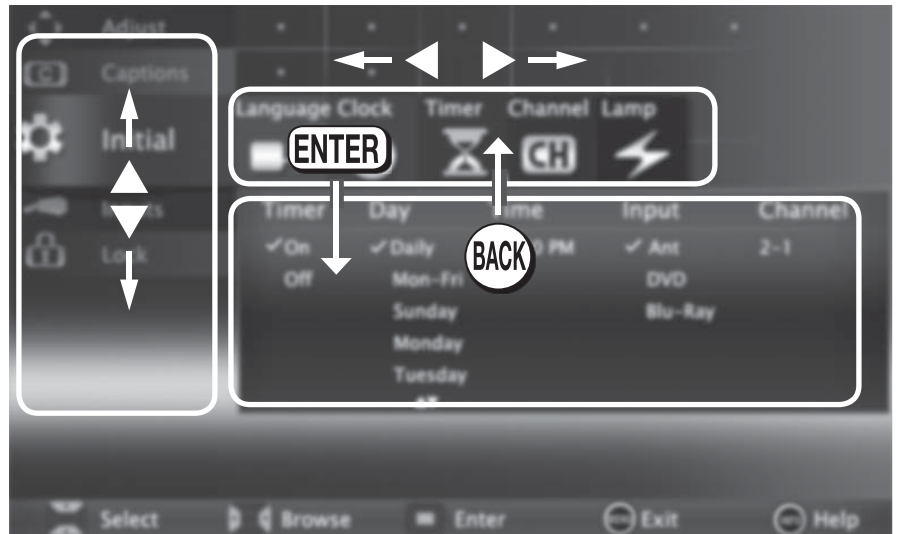 Adjust
Captions
Language Clock Timer Channel Lamp
Initial
ENTER
CH
Timer Day Input Channel
BACK
✓On ✓Daily PM ✓ Ant 2-1
Lock
Off Mon-Fri DVD
Sunday Blu-Ray
Monday
Tuesday
Select Browse Enter Exit Help